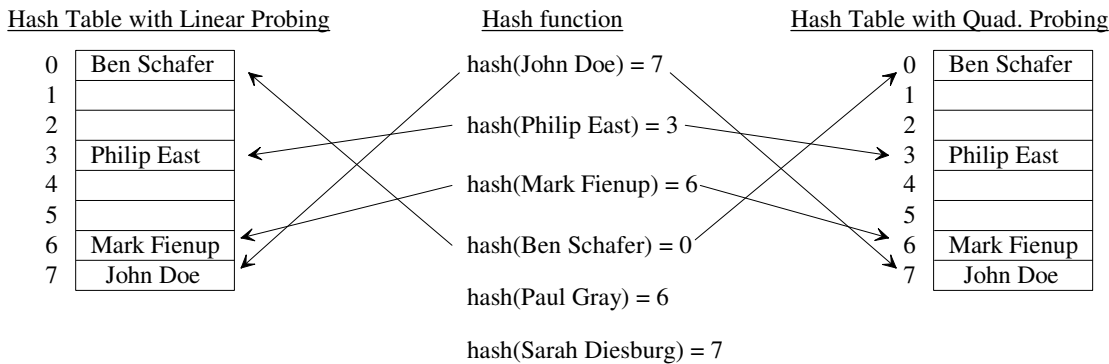 Hash Table with Linear Probing
Hash function
Hash Table with Quad. Probing
0 Ben Schafer
1
2
3 Philip East
4
5
6 Mark Fienup
7 John Doe
hash(John Doe) = 7
hash(Philip East) = 3
hash(Mark Fienup) = 6
hash(Ben Schafer) = 0
hash(Paul Gray) = 6
hash(Sarah Diesburg) = 7
0 Ben Schafer
1
2
3 Philip East
4
5
6 Mark Fienup
7 John Doe